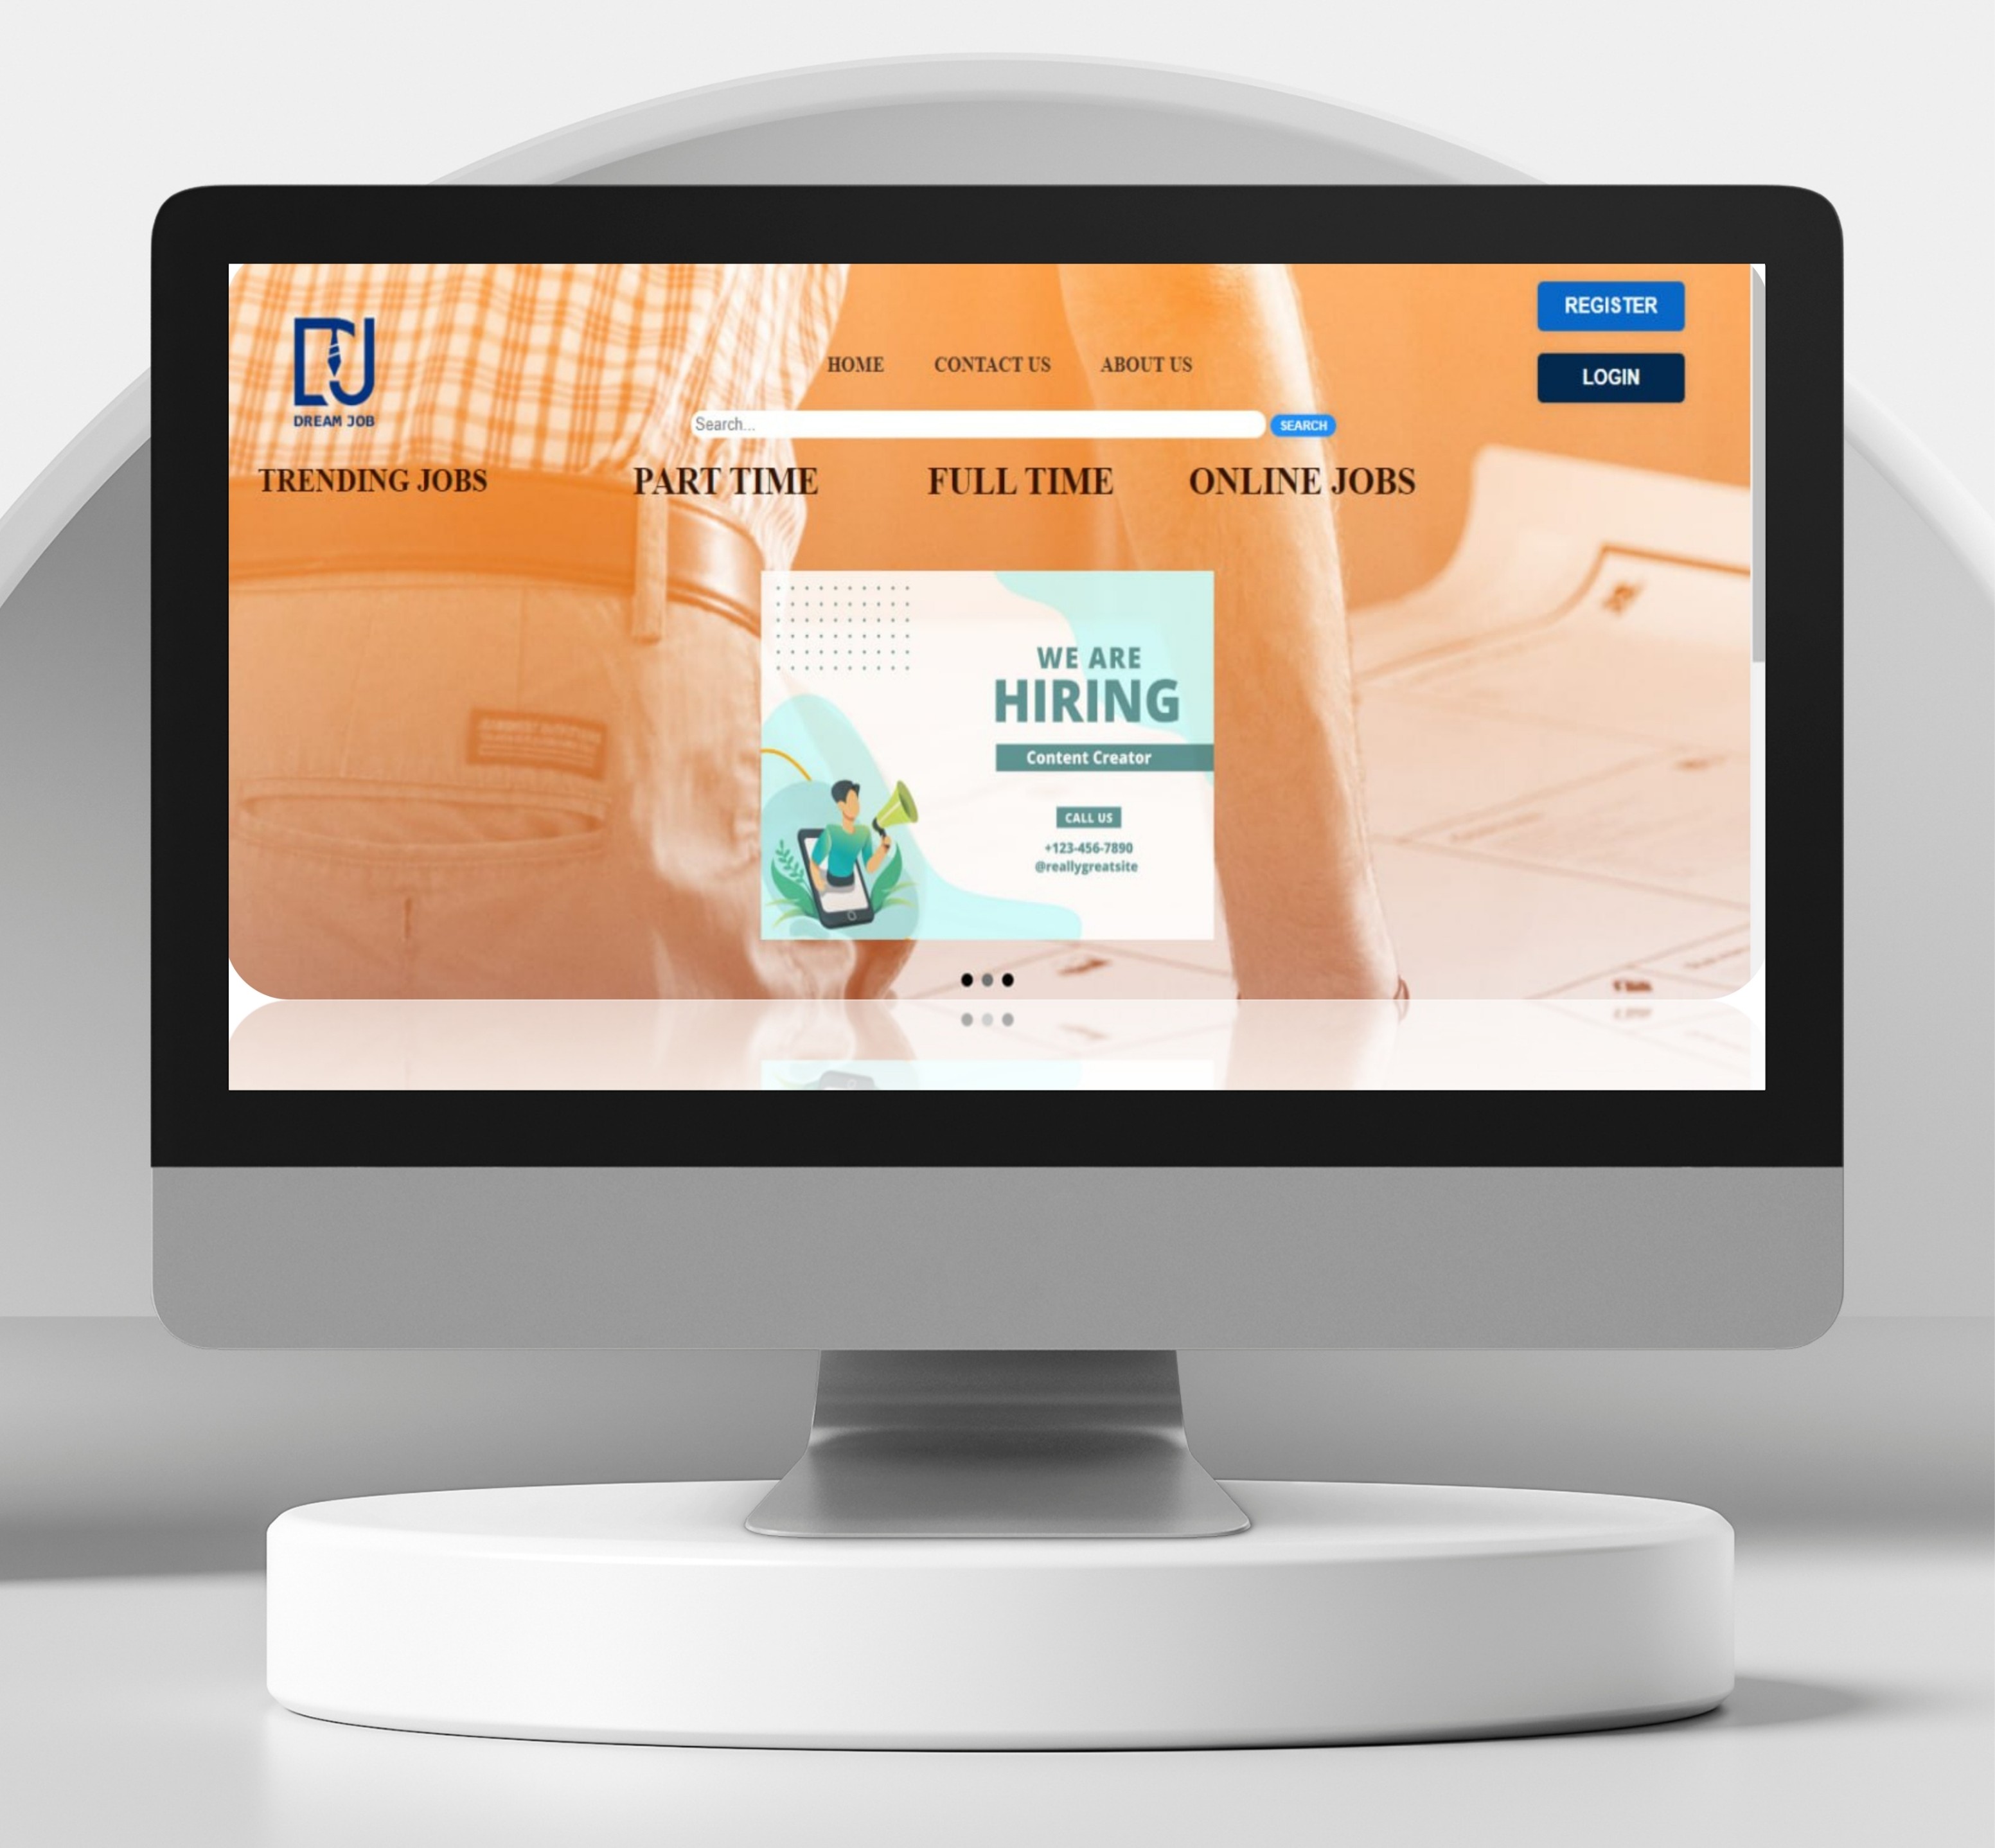 REGISTER
LOGIN
DREAM JOB
HOME CONTACT US ABOUT US
Search...
SEARCH
TRENDING JOBS PART TIME FULL TIME ONLINE JOBS
WE ARE
HIRING
Content Creator
CALL US
+123-456-7890
@reallygreatsite